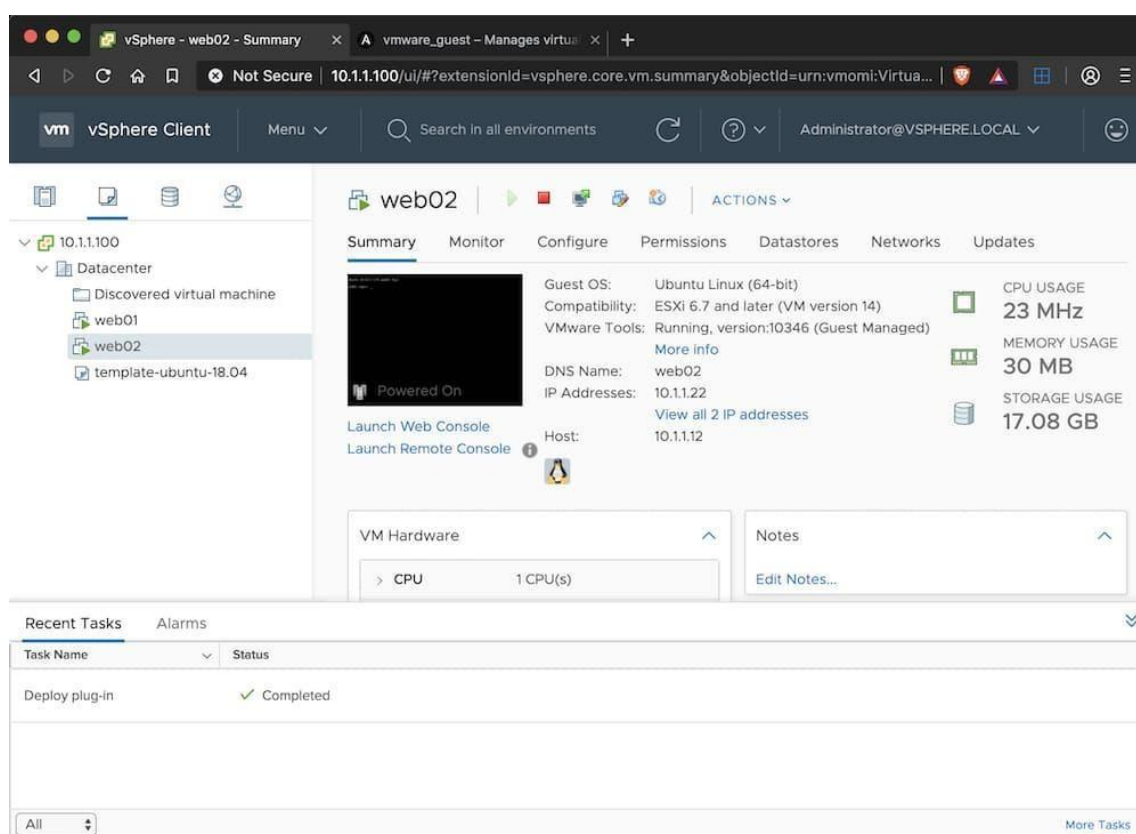 vSphere - web02 - Summary
A vmware_guest – Manages virtua
Not Secure 10.1.1.100/ui/#?extensionId=vsphere.core.vm.summary&objectId=urn:vmomi:Virtua...
vm vSphere Client Menu Search in all environments Administrator@VSPHERE.LOCAL
10.1.1.100
Datacenter
Discovered virtual machine
web01
web02
template-ubuntu-18.04
web02 ACTIONS
Summary Monitor Configure Permissions Datastores Networks Updates
Powered On
Launch Web Console
Launch Remote Console
Guest OS: Ubuntu Linux (64-bit)
Compatibility: ESXi 6.7 and later (VM version 14)
VMware Tools: Running, version:10346 (Guest Managed)
More info
DNS Name: web02
IP Addresses: 10.1.1.22
View all 2 IP addresses
Host: 10.1.1.12
CPU USAGE
23 MHz
MEMORY USAGE
30 MB
STORAGE USAGE
17.08 GB
VM Hardware
CPU 1 CPU(s)
Notes
Edit Notes...
Recent Tasks Alarms
Task Name Status
Deploy plug-in Completed
All More Tasks